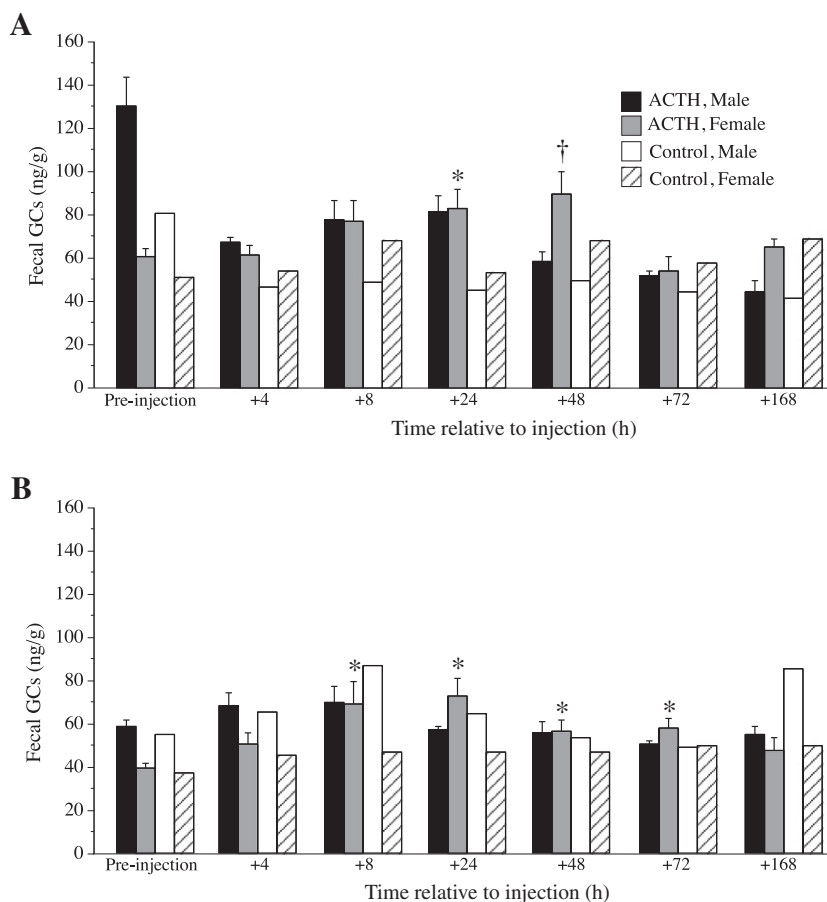 A
160
140
120
100
80
60
40
20
0
Fecal GCs (ng/g)
ACTH, Male
ACTH, Female
Control, Male
Control, Female
*
†
Pre-injection +4 +8 +24 +48 +72 +168
Time relative to injection (h)
B
160
140
120
100
80
60
40
20
0
Fecal GCs (ng/g)
* * * *
Pre-injection +4 +8 +24 +48 +72 +168
Time relative to injection (h)